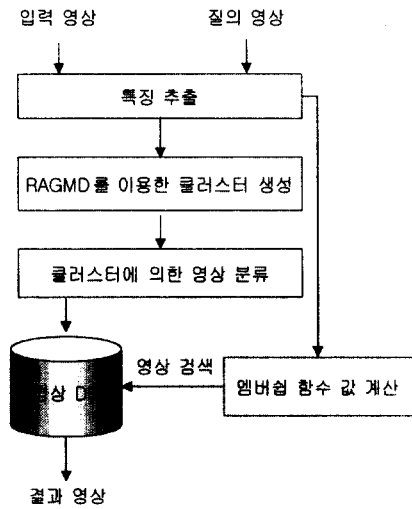 입력 영상
질의 영상
특징 추출
RAGMD를 이용한 클러스터 생성
클러스터에 의한 영상 분류
영상 검색
멤버쉽 함수 값 계산
결과 영상